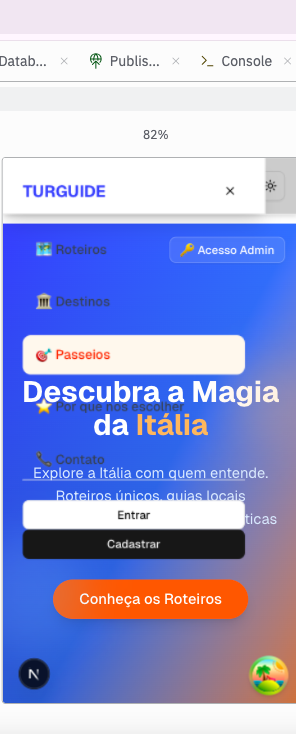 Datab...
Publis...
Console
82%
TURGUIDE
Roteiros
Acesso Admin
Destinos
Passeios
Descubra a Magia
da Itália
Por que nos escolher
Contato
Explore a Itália com quem entende.
Roteiros únicos, guias locais
ticas
Entrar
Cadastrar
Conheça os Roteiros
N